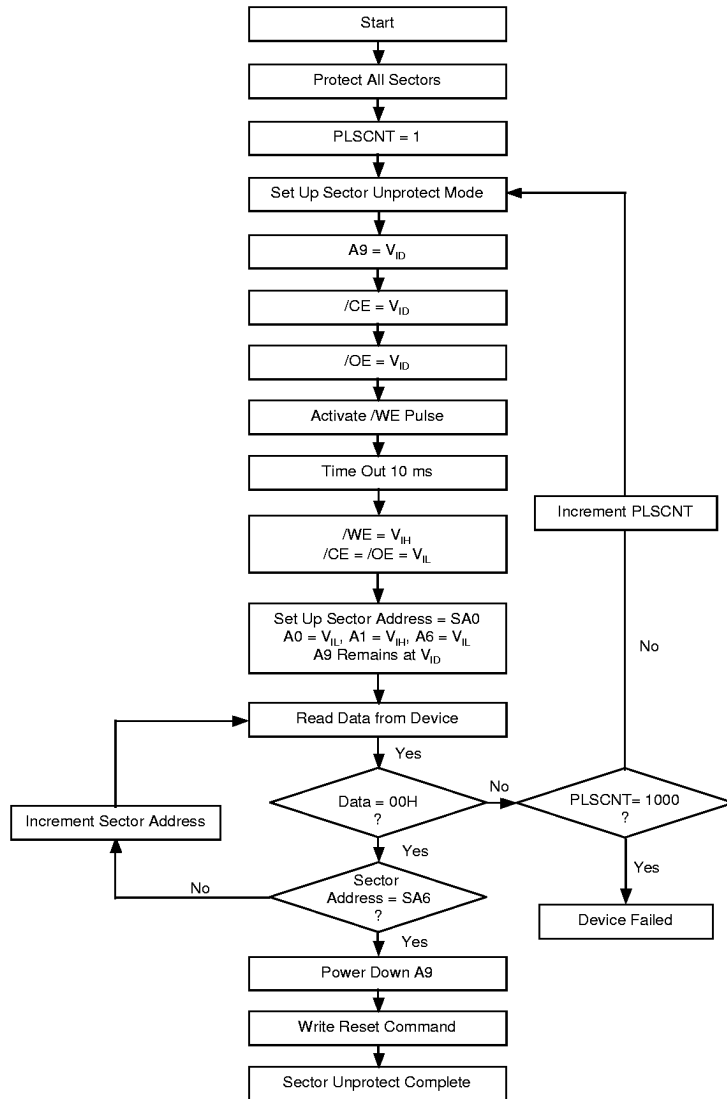 Start
Protect All Sectors
PLSCNT = 1
Set Up Sector Unprotect Mode
A9 = VID
/CE = VID
/OE = VID
Activate /WE Pulse
Time Out 10 ms
Increment PLSCNT
/WE = VIH
/CE = /OE = VIL
Set Up Sector Address = SA0
A0 = VIL, A1 = VIH, A6 = VIL
A9 Remains at VID
No
Read Data from Device
Yes
Data = 00H
?
No
PLSCNT= 1000
?
Increment Sector Address
Yes
Yes
No
Sector
Address = SA6
?
Device Failed
Yes
Power Down A9
Write Reset Command
Sector Unprotect Complete